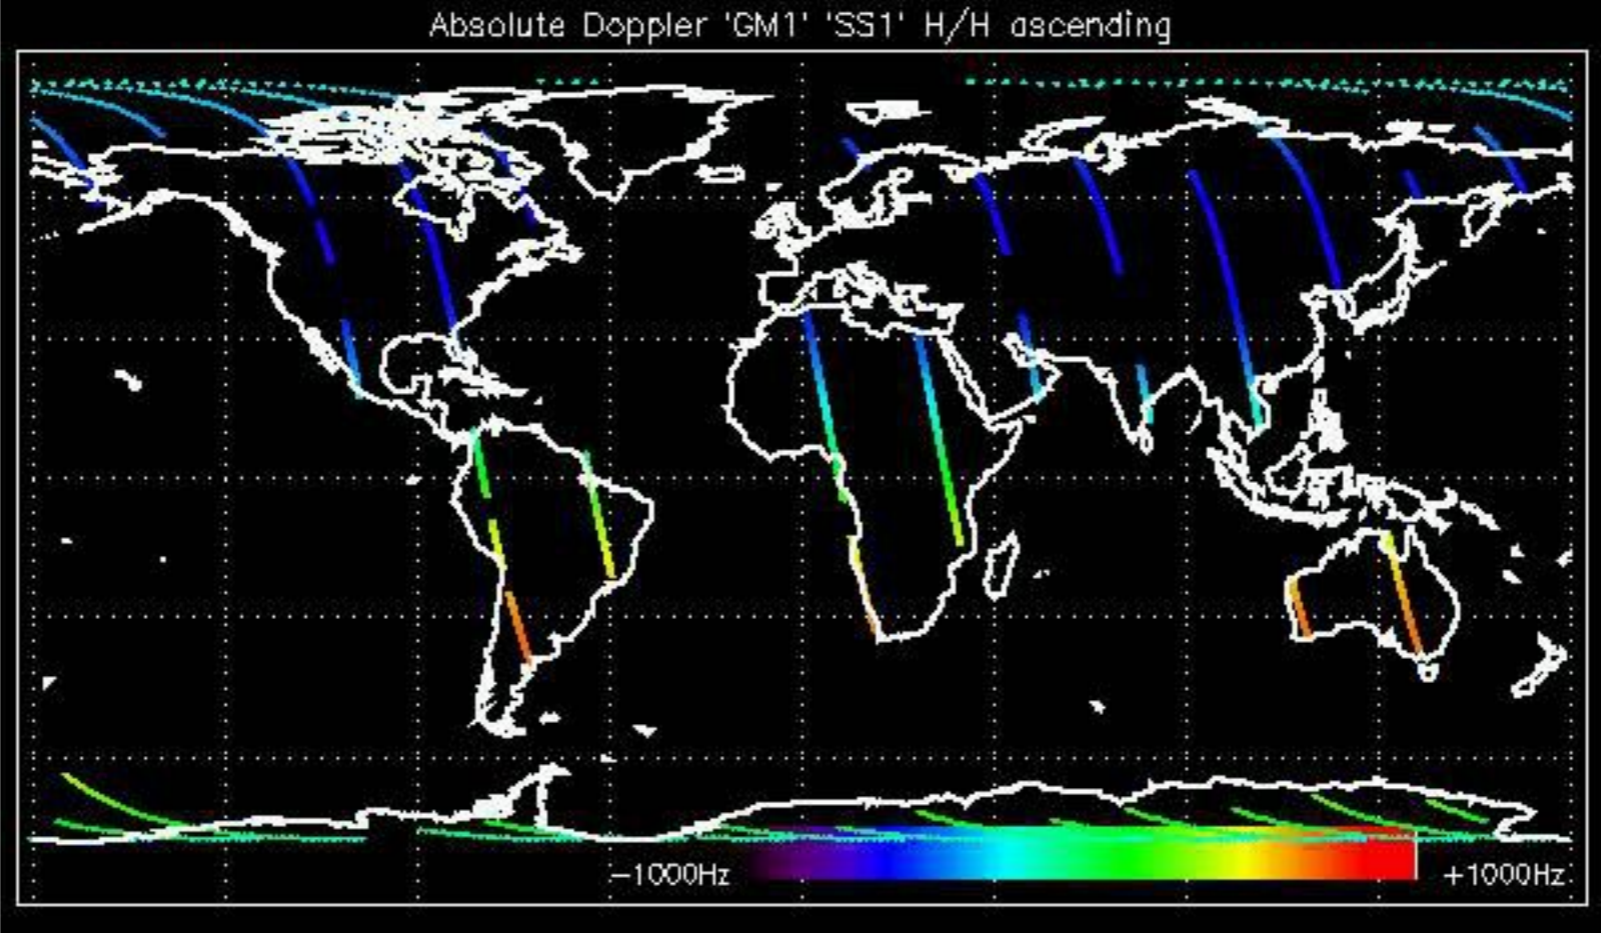 Absolute Doppler 'GM1' 'SS1' H/H ascending
−1000Hz
+1000Hz